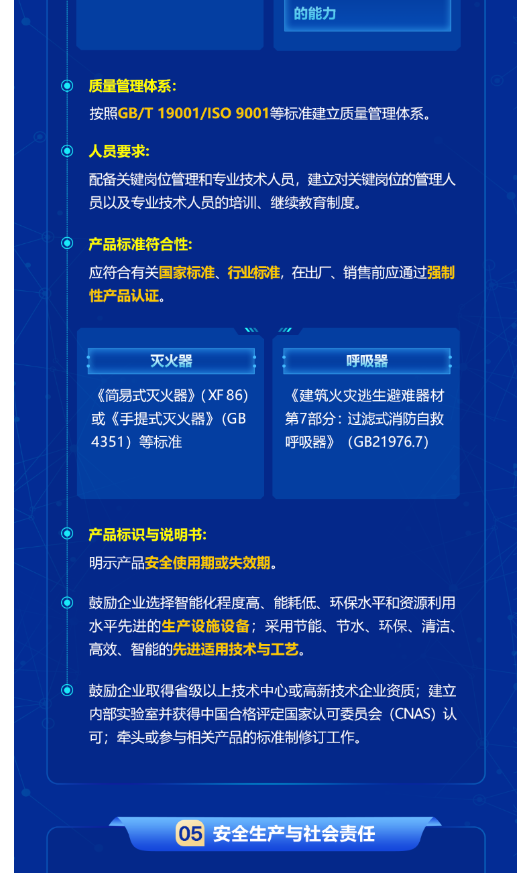 的能力
质量管理体系:
按照GB/T 19001/ISO 9001等标准建立质量管理体系。
人员要求:
配备关键岗位管理和专业技术人员，建立对关键岗位的管理人
员以及专业技术人员的培训、继续教育制度。
产品标准符合性:
应符合有关国家标准、行业标准，在出厂、销售前应通过强制
性产品认证。
灭火器
《简易式灭火器》（XF 86）
或《手提式灭火器》（GB
4351）等标准
呼吸器
《建筑火灾逃生避难器材
第7部分：过滤式消防自救
呼吸器》（GB21976.7）
产品标识与说明书:
明示产品安全使用期或失效期。
鼓励企业选择智能化程度高、能耗低、环保水平和资源利用
水平先进的生产设施设备；采用节能、节水、环保、清洁、
高效、智能的先进适用技术与工艺。
鼓励企业取得省级以上技术中心或高新技术企业资质；建立
内部实验室并获得中国合格评定国家认可委员会（CNAS）认
可；牵头或参与相关产品的标准制修订工作。
05 安全生产与社会责任